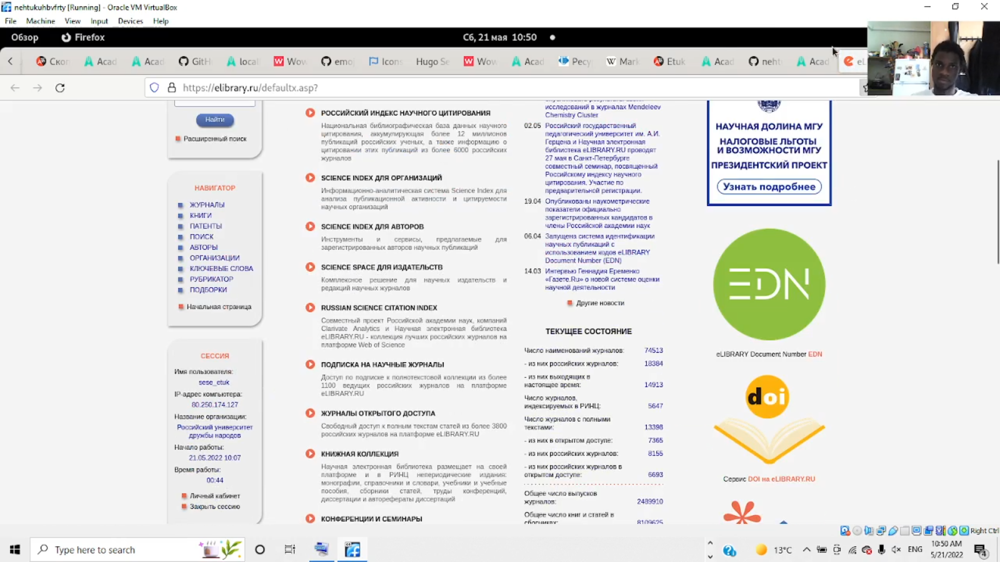 nehtukuhbvfrty [Running] - Oracle VM VirtualBox
File Machine View Input Devices Help
Обзор Firefox Сб, 21 мая 10:50
Acad Acad GitH local Wow emoj Icons Hugo Se Wow Acad Ресу Mark Etuk Acad neht Acad eL
https://elibrary.ru/defaultx.asp?
Найти
Расширенный поиск
НАВИГАТОР
ЖУРНАЛЫ
КНИГИ
ПАТЕНТЫ
ПОИСК
АВТОРЫ
ОРГАНИЗАЦИИ
КЛЮЧЕВЫЕ СЛОВА
РУБРИКАТОР
ПОДБОРКИ
Начальная страница
СЕССИЯ
Имя пользователя:
sese_etuk
IP-адрес компьютера:
80.250.174.127
Название организации:
Российский университет
дружбы народов
Начало работы:
21.05.2022 10:07
Время работы:
00:44
Личный кабинет
Закрыть сессию
РОССИЙСКИЙ ИНДЕКС НАУЧНОГО ЦИТИРОВАНИЯ
Национальная библиографическая база данных научного
цитирования, аккумулирующая более 12 миллионов
публикаций российских ученых, а также информацию о
цитировании этих публикаций из более 6000 российских
журналов
SCIENCE INDEX ДЛЯ ОРГАНИЗАЦИЙ
Информационно-аналитическая система Science Index для
анализа публикационной активности и цитируемости
научных организаций
SCIENCE INDEX ДЛЯ АВТОРОВ
Инструменты и сервисы, предлагаемые для
зарегистрированных авторов научных публикаций
SCIENCE SPACE ДЛЯ ИЗДАТЕЛЬСТВ
Комплексное решение для научных издательств и
редакций научных журналов
RUSSIAN SCIENCE CITATION INDEX
Совместный проект Российской академии наук, компаний
Clarivate Analytics и Научная электронная библиотека
eLIBRARY.RU - коллекция лучших российских журналов на
платформе Web of Science
ПОДПИСКА НА НАУЧНЫЕ ЖУРНАЛЫ
Доступ по подписке к полнотекстовой коллекции из более
1100 ведущих российских журналов на платформе
eLIBRARY.RU
ЖУРНАЛЫ ОТКРЫТОГО ДОСТУПА
Свободный доступ к полным текстам статей из более 3800
российских журналов на платформе eLIBRARY.RU
КНИЖНАЯ КОЛЛЕКЦИЯ
Научная электронная библиотека размещает на своей
платформе и в РИНЦ непериодические издания:
монографии, справочники и словари, учебники и учебные
пособия, сборники статей, труды конференций,
диссертации и авторефераты диссертаций
КОНФЕРЕНЦИИ И СЕМИНАРЫ
исследований в журналах Mendeleev
Chemistry Cluster
02.05 Российский государственный
педагогический университет им. А.И.
Герцена и Научная электронная
библиотека eLIBRARY.RU проводят
27 мая в Санкт-Петербурге
совместный семинар, посвященный
Российскому индексу научного
цитирования. Участие по
предварительной регистрации.
19.04 Опубликованы наукометрические
показатели официально
зарегистрированных кандидатов в
члены Российской академии наук
06.04 Запущена система идентификации
научных публикаций с
использованием кодов eLIBRARY
Document Number (EDN)
14.03 Интервью Геннадия Еременко
«Газете.Ru» о новой системе оценки
научной деятельности
Другие новости
ТЕКУЩЕЕ СОСТОЯНИЕ
Число наименований журналов: 74513
- из них российских журналов: 18384
- из них выходящих в
настоящее время: 14913
Число журналов,
индексируемых в РИНЦ: 5647
Число журналов с полными
текстами: 13398
- из них в открытом доступе: 7365
- из них российских журналов: 8155
- из них российских журналов в
открытом доступе: 6693
Общее число выпусков
журналов: 2489910
Общее число книг и статей в
сборниках: 8109625
НАУЧНАЯ ДОЛИНА МГУ
НАЛОГОВЫЕ ЛЬГОТЫ
И ВОЗМОЖНОСТИ МГУ
ПРЕЗИДЕНТСКИЙ ПРОЕКТ
Узнать подробнее
EDN
eLIBRARY Document Number EDN
doi
Сервис DOI на eLIBRARY.RU
Right Ctrl
Type here to search
13°C ENG
10:50 AM
5/21/2022
4